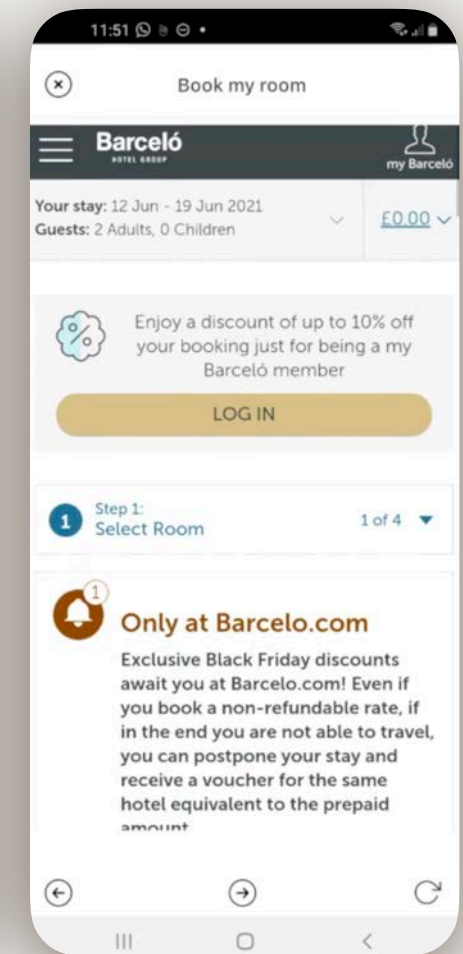 11:51
Book my room
Barceló
HOTEL GROUP
my Barceló
Your stay: 12 Jun - 19 Jun 2021
Guests: 2 Adults, 0 Children
£0.00
Enjoy a discount of up to 10% off
your booking just for being a my
Barceló member
LOG IN
1
Step 1:
Select Room
1 of 4
1
Only at Barcelo.com
Exclusive Black Friday discounts
await you at Barcelo.com! Even if
you book a non-refundable rate, if
in the end you are not able to travel,
you can postpone your stay and
receive a voucher for the same
hotel equivalent to the prepaid
amount